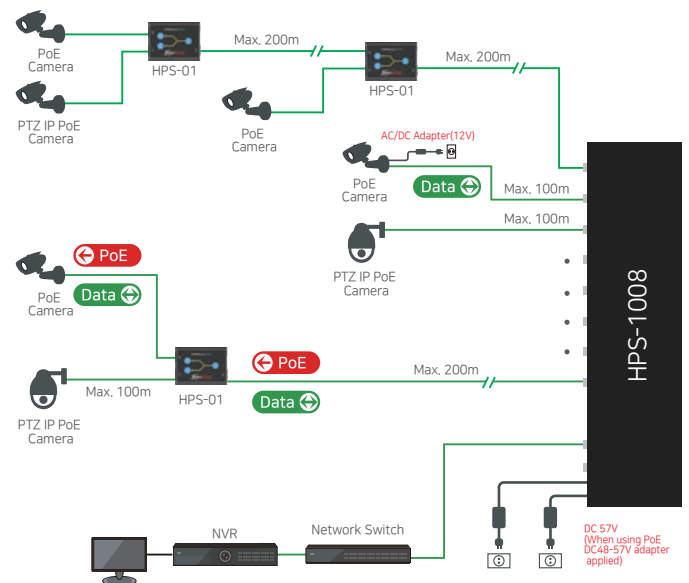 PoE
Camera
HPS-01
Max. 200m
HPS-01
Max. 200m
PTZ IP PoE
Camera
PoE
Camera
AC/DC Adapter(12V)
PoE
Camera
Data
Max. 100m
Max. 100m
PTZ IP PoE
Camera
PoE
Data
PoE
Camera
PoE
Data
Max. 200m
Max. 100m
HPS-01
PTZ IP PoE
Camera
HPS-1008
NVR
Network Switch
DC 57V
(When using PoE
DC48-57V adapter
applied)